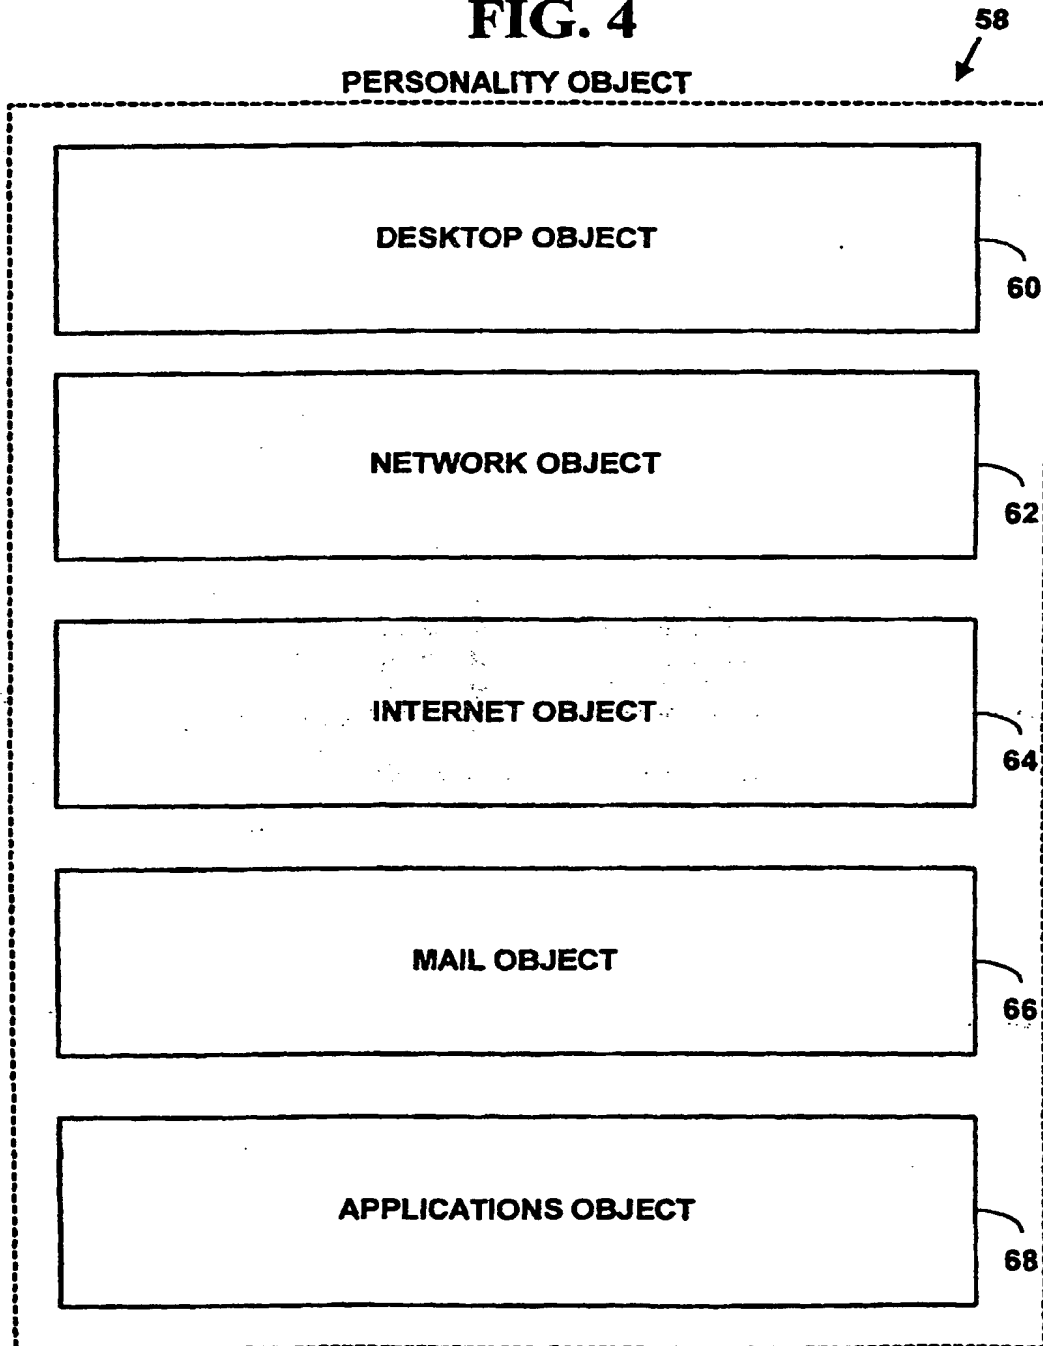 FIG. 4
58
PERSONALITY OBJECT
DESKTOP OBJECT
60
NETWORK OBJECT
62
INTERNET OBJECT
64
MAIL OBJECT
66
APPLICATIONS OBJECT
68